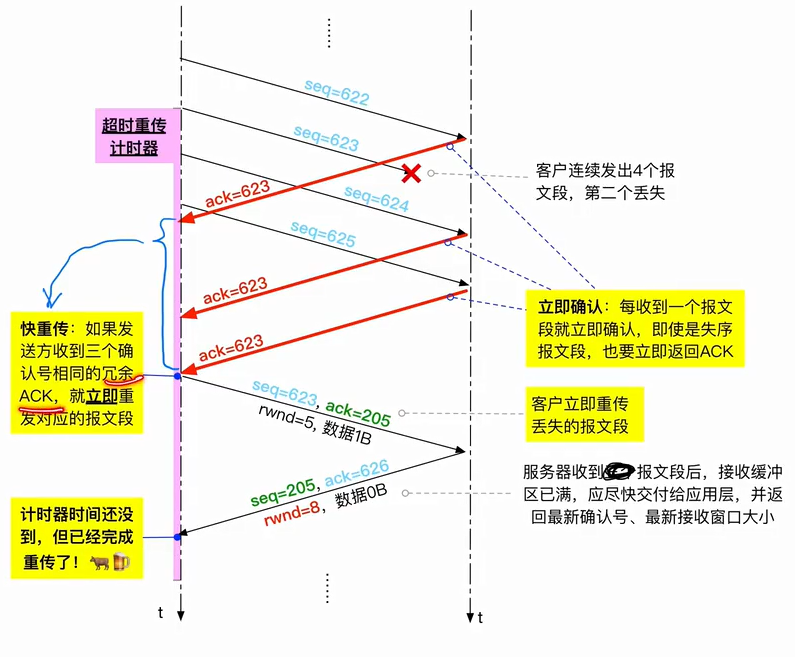 seq=622
超时重传
计时器
seq=623
客户连续发出4个报
文段，第二个丢失
ack=623
seq=624
seq=625
ack=623
立即确认：每收到一个报文
段就立即确认，即使是失序
报文段，也要立即返回ACK
快重传：如果发
送方收到三个确
认号相同的冗余
ACK，就立即重
发对应的报文段
ack=623
seq=623, ack=205
rwnd=5, 数据1B
客户立即重传
丢失的报文段
服务器收到 报文段后，接收缓冲
区已满，应尽快交付给应用层，并返
回最新确认号、最新接收窗口大小
seq=205, ack=626
rwnd=8, 数据0B
计时器时间还没
到，但已经完成
重传了！🐂🍺
t
t